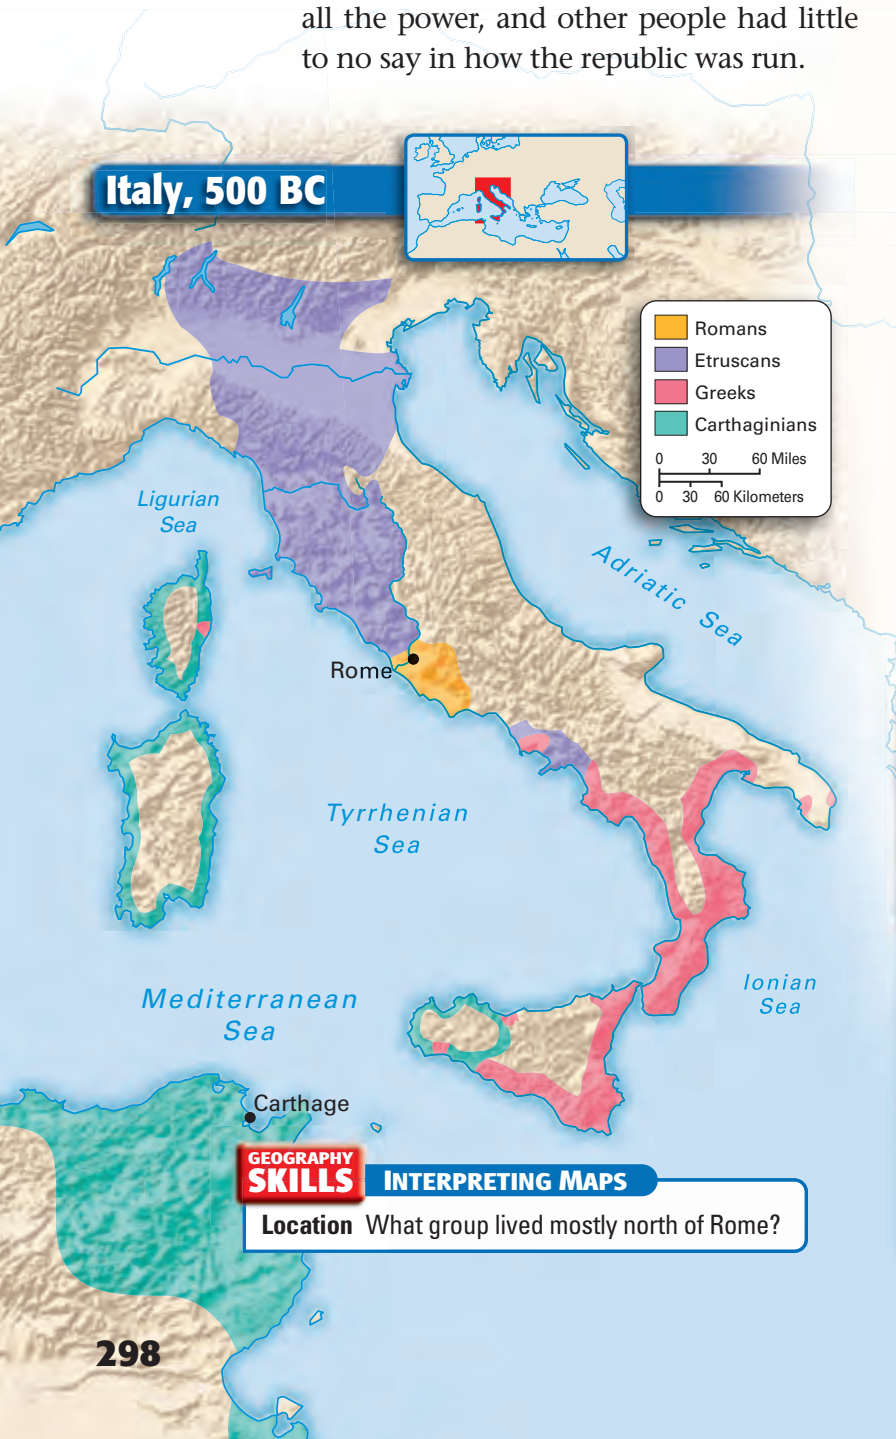 all the power, and other people had little
to no say in how the republic was run.
Italy, 500 BC
Romans
Etruscans
Greeks
Carthaginians
0 30 60 Miles
0 30 60 Kilometers
Ligurian
Sea
Adriatic Sea
Rome
Tyrrhenian
Sea
Mediterranean
Sea
Ionian
Sea
Carthage
GEOGRAPHY
SKILLS
INTERPRETING MAPS
Location What group lived mostly north of Rome?
298